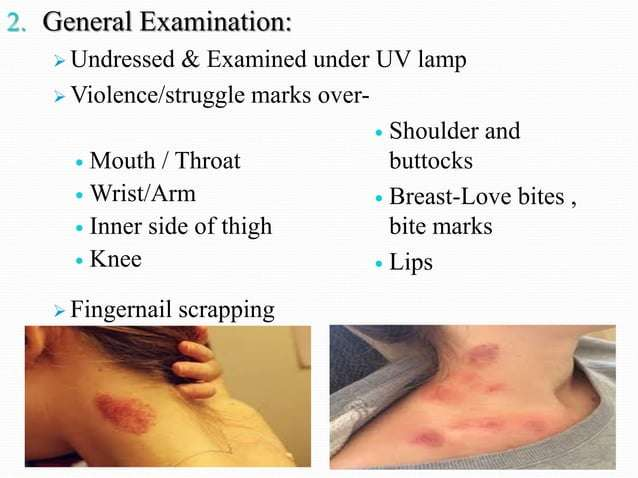 2. General Examination:
➢ Undressed & Examined under UV lamp
➢ Violence/struggle marks over-
• Mouth / Throat
• Wrist/Arm
• Inner side of thigh
• Knee
• Shoulder and
buttocks
• Breast-Love bites ,
bite marks
• Lips
➢ Fingernail scrapping